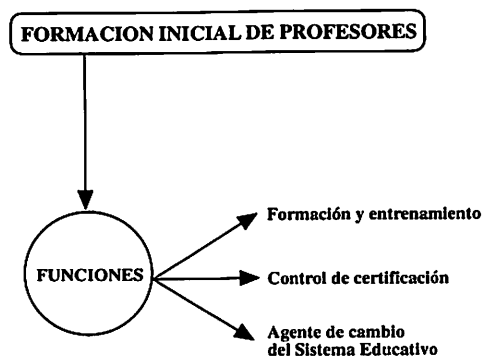 FORMACION INICIAL DE PROFESORES
FUNCIONES
Formación y entrenamiento
Control de certificación
Agente de cambio
del Sistema Educativo